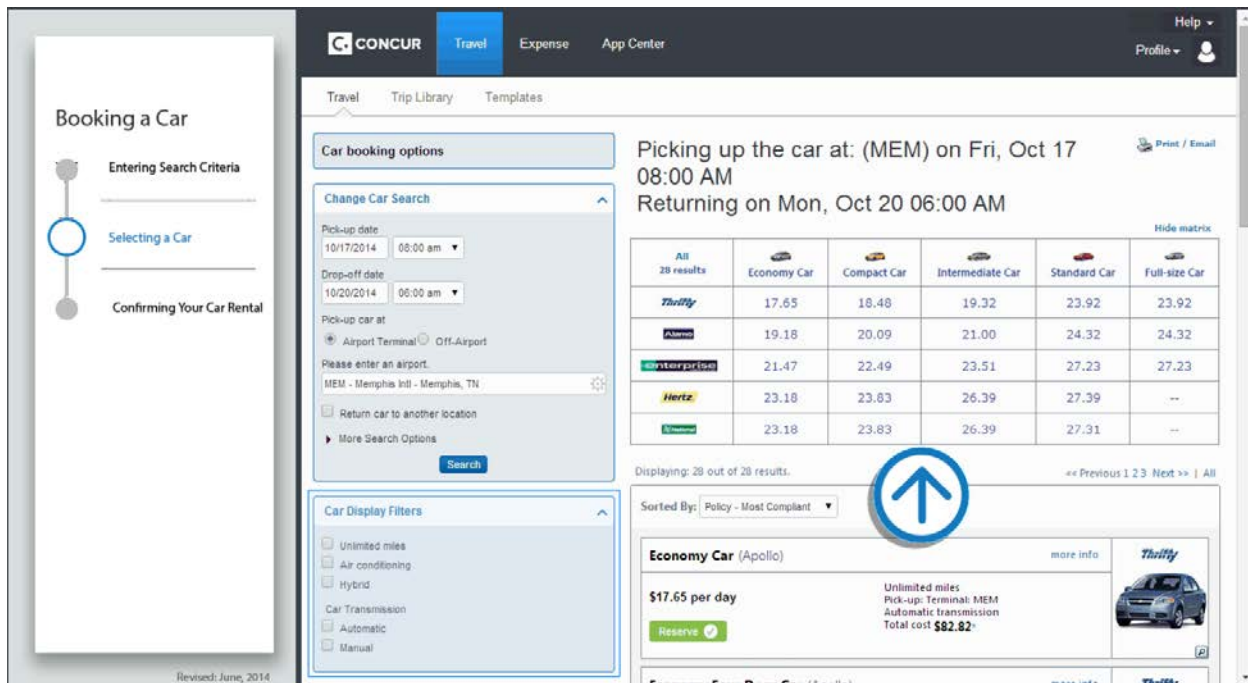 Booking a Car
Entering Search Criteria
Selecting a Car
Confirming Your Car Rental
Revised: June, 2014
C. CONCUR
Travel
Expense
App Center
Help
Profile
Travel
Trip Library
Templates
Car booking options
Change Car Search
Pick-up date
10/17/2014 08:00 am
Drop-off date
10/20/2014 06:00 am
Pick-up car at
Airport Terminal Off-Airport
Please enter an airport.
MEM - Memphis Intl - Memphis, TN
Return car to another location
More Search Options
Search
Car Display Filters
Unlimited miles
Air conditioning
Hybrid
Car Transmission
Automatic
Manual
Picking up the car at: (MEM) on Fri, Oct 17
08:00 AM
Returning on Mon, Oct 20 06:00 AM
Print / Email
Hide matrix
All
28 results
Economy Car Compact Car Intermediate Car Standard Car Full-size Car
Thrifty 17.65 18.48 19.32 23.92 23.92
Alamo 19.18 20.09 21.00 24.32 24.32
enterprise 21.47 22.49 23.51 27.23 27.23
Hertz 23.18 23.83 26.39 27.39 --
National 23.18 23.83 26.39 27.31 --
Displaying: 28 out of 28 results.
<< Previous 1 2 3 Next >> | All
Sorted By: Policy - Most Compliant
Economy Car (Apollo) more info Thrifty
$17.65 per day
Reserve
Unlimited miles
Pick-up: Terminal: MEM
Automatic transmission
Total cost $82.82*
more info Thrifty